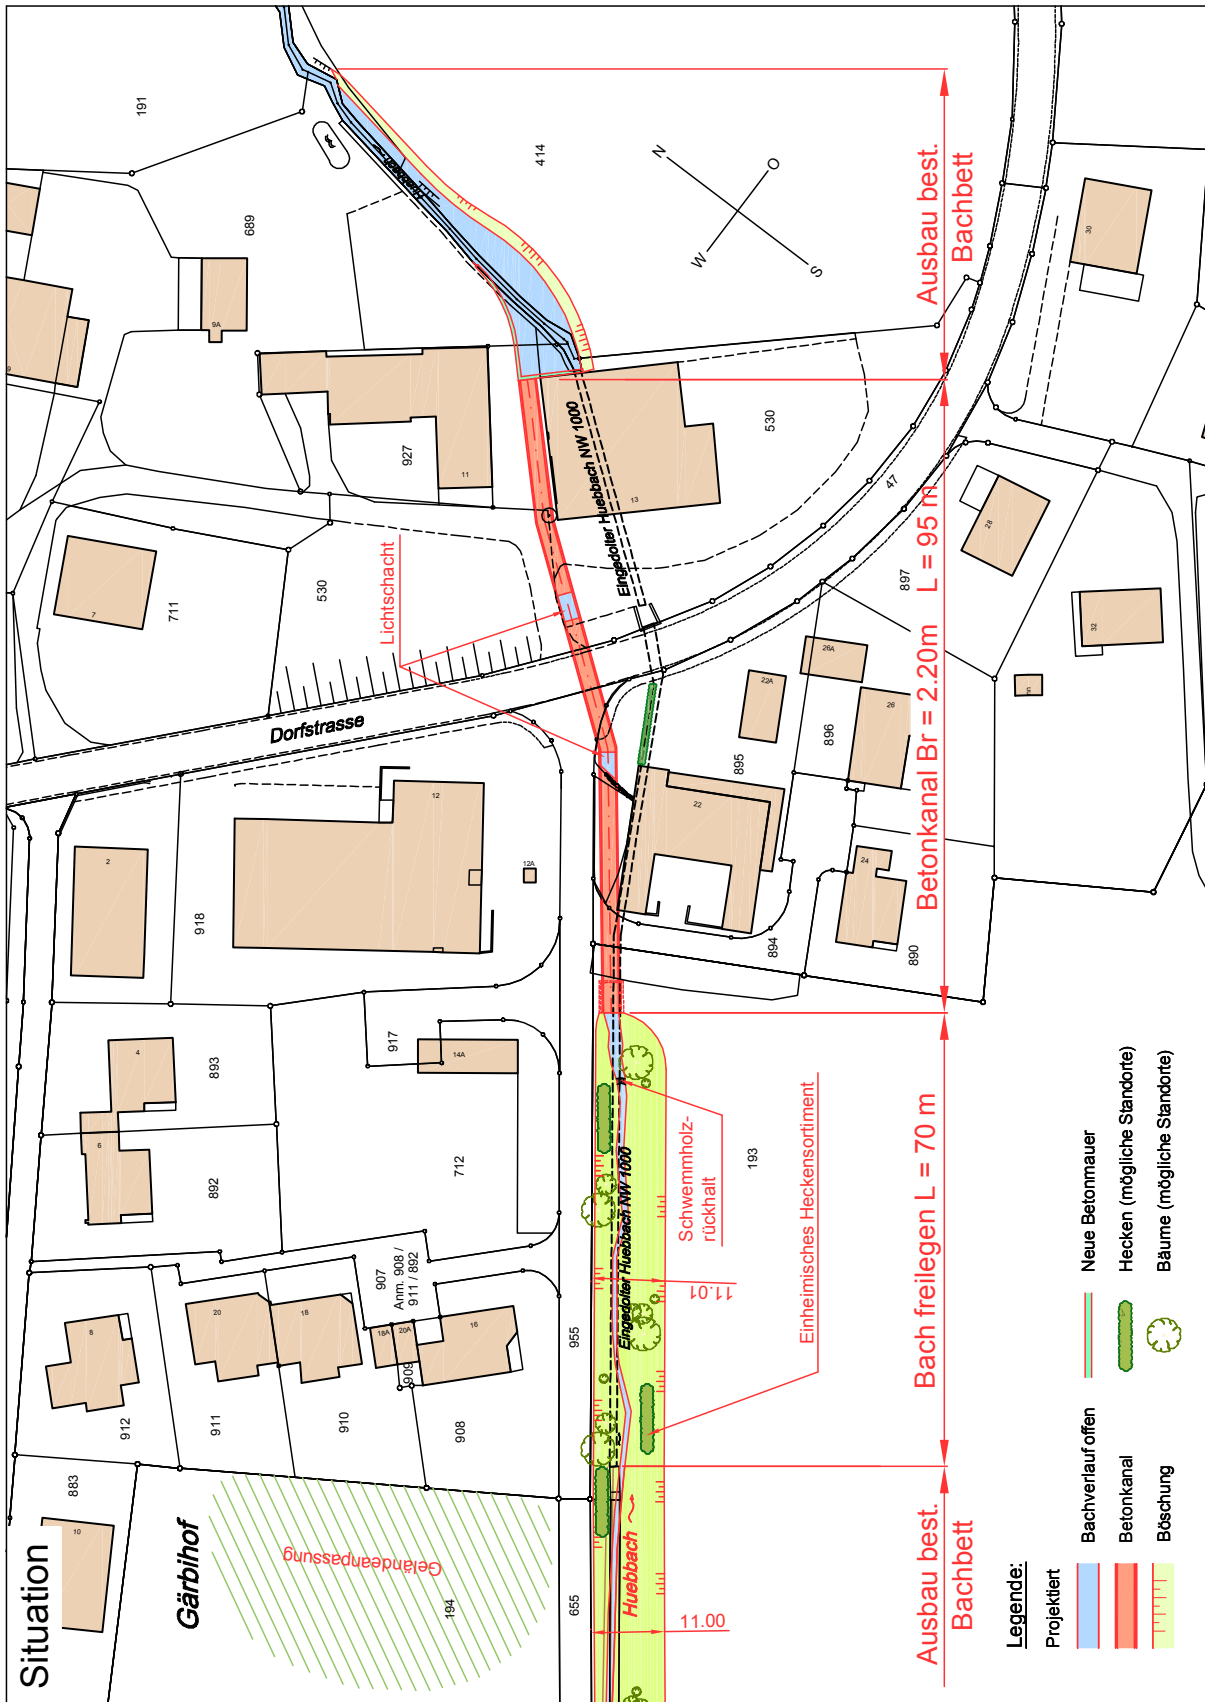 Situation
Gärbihof
Geländeanpassung
194
883
10
912
8
911
20
910
18
18A
20A
909
16
908
907
Anm. 908 /
911 / 892
892
6
893
4
917
14A
712
918
2
12
12A
Dorfstrasse
711
7
530
Lichtschacht
927
11
689
9A
9
191
414
N
O
S
W
Huebbach
530
13
Eingedolter Huebbach NW 1000
47
897
28
30
32
26A
26
22A
896
895
22
24
894
890
955
655
193
Eingedolter Huebbach NW 1000
Huebbach
11.00
11.01
Schwemmholz-
rückhalt
Einheimisches Heckensortiment
Ausbau best.
Bachbett
Bach freilegen L = 70 m
Betonkanal Br = 2.20m L = 95 m
Ausbau best.
Bachbett
Legende:
Projektiert
Bachverlauf offen
Betonkanal
Böschung
Neue Betonmauer
Hecken (mögliche Standorte)
Bäume (mögliche Standorte)